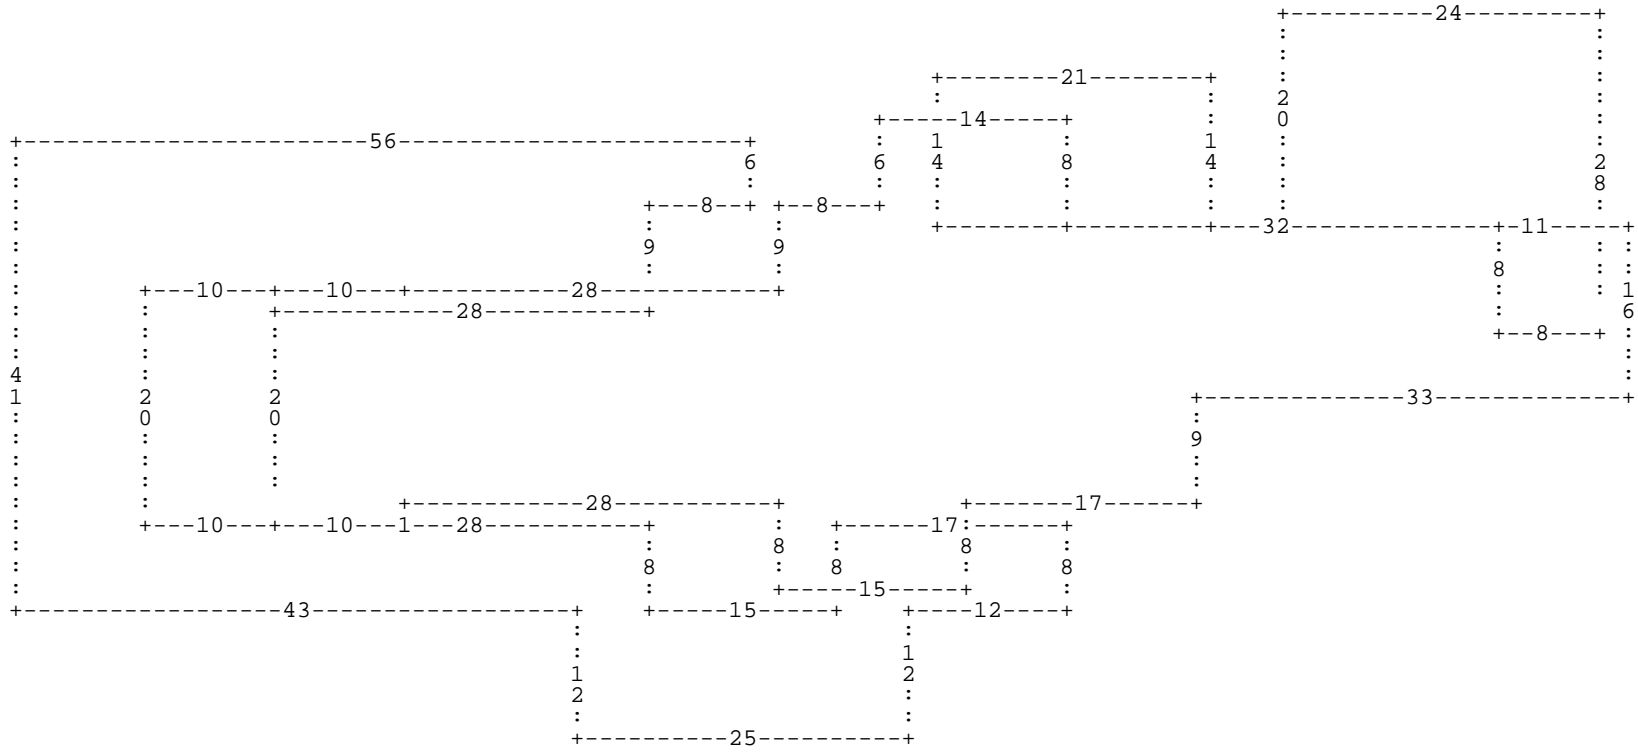 +----------24---------+
: :
: :
+--------21--------+ : :
: : 2 :
+-----14-----+ : 0 :
+------------------------56------------------------+ : 1 : 1 : :
: 6 6 4 8 4 : 2
: : : : : : : 8
: +---8--+ +--8---+ : : : : :
: : : +--------+---------+---32--------------+-11-----+
: 9 9 : : :
: : : 8 : :
: +---10---+---10---+-----------28------------+ : : 1
: : +------------28-----------+ : 6
: : : +--8---+ :
: : : :
4 : : :
1 2 2 +--------------33-------------+
: 0 0 :
: : : 9
: : : :
: : : :
: : +------------28-----------+ +-------17------+
: +---10---+---10---1---28-----------+ : +------17:------+
: : 8 : 8 :
: 8 : 8 : 8
: : +-----15-----+ :
+------------------43------------------+ +-----15-----+ +----12----+
: :
: 1
1 2
2 :
: :
+----------25----------+